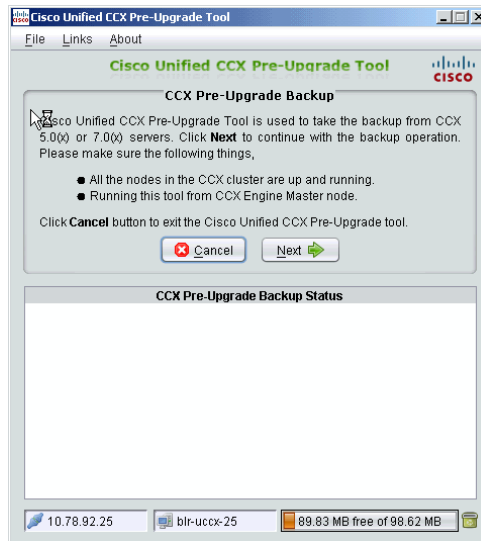 Cisco Unified CCX Pre-Upgrade Tool
File Links About
Cisco Unified CCX Pre-Upgrade Tool
CISCO
CCX Pre-Upgrade Backup
Cisco Unified CCX Pre-Upgrade Tool is used to take the backup from CCX
5.0(x) or 7.0(x) servers. Click Next to continue with the backup operation.
Please make sure the following things,
All the nodes in the CCX cluster are up and running.
Running this tool from CCX Engine Master node.
Click Cancel button to exit the Cisco Unified CCX Pre-Upgrade tool.
Cancel Next
CCX Pre-Upgrade Backup Status
10.78.92.25 blr-uccx-25 89.83 MB free of 98.62 MB